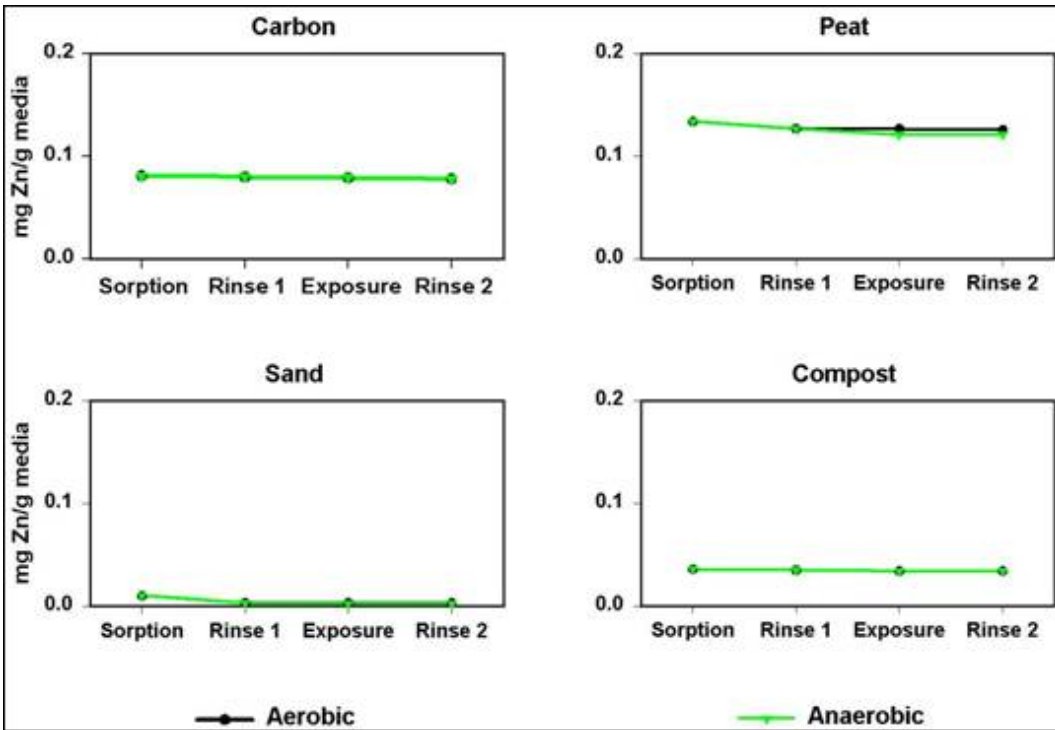 Carbon
mg Zn/g media
0.2
0.1
0.0
Sorption Rinse 1 Exposure Rinse 2
Peat
0.2
0.1
0.0
Sorption Rinse 1 Exposure Rinse 2
Sand
mg Zn/g media
0.2
0.1
0.0
Sorption Rinse 1 Exposure Rinse 2
Compost
0.2
0.1
0.0
Sorption Rinse 1 Exposure Rinse 2
Aerobic
Anaerobic